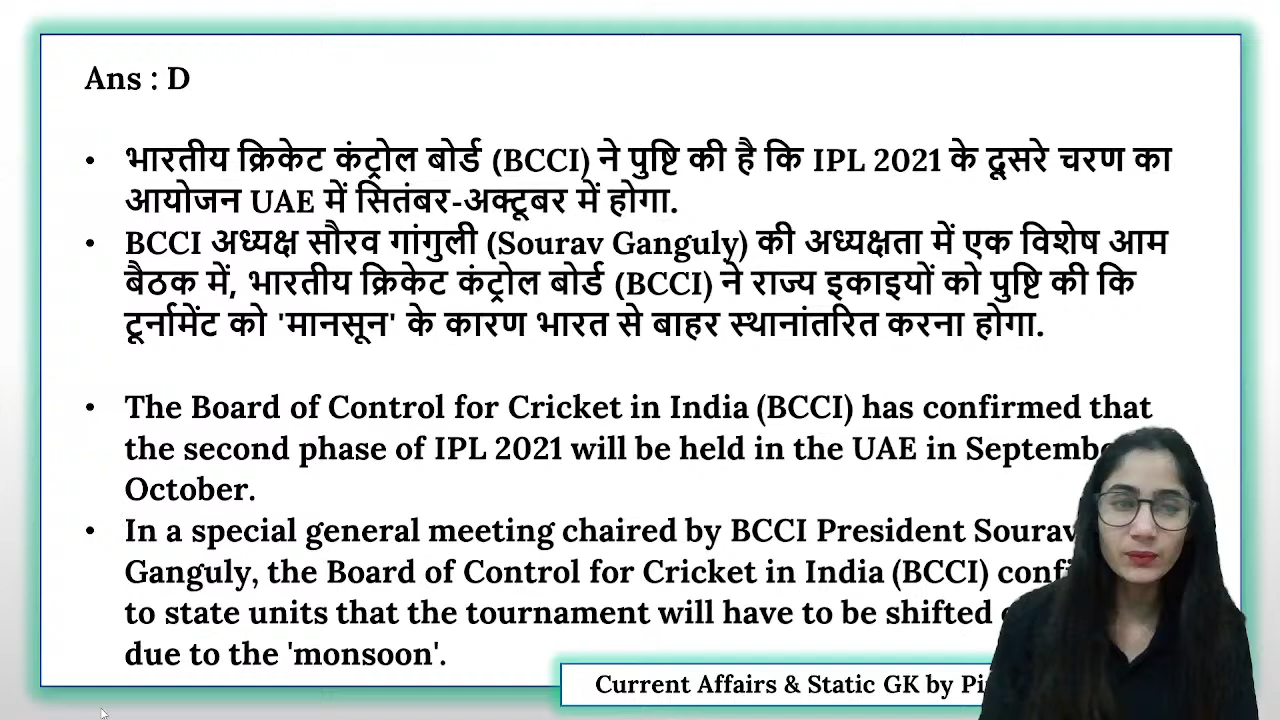 Ans : D
• भारतीय क्रिकेट कंट्रोल बोर्ड (BCCI) ने पुष्टि की है कि IPL 2021 के दूसरे चरण का
आयोजन UAE में सितंबर-अक्टूबर में होगा.
• BCCI अध्यक्ष सौरव गांगुली (Sourav Ganguly) की अध्यक्षता में एक विशेष आम
बैठक में, भारतीय क्रिकेट कंट्रोल बोर्ड (BCCI) ने राज्य इकाइयों को पुष्टि की कि
टूर्नामेंट को 'मानसून' के कारण भारत से बाहर स्थानांतरित करना होगा.
• The Board of Control for Cricket in India (BCCI) has confirmed that
the second phase of IPL 2021 will be held in the UAE in
October.
• In a special general meeting chaired by BCCI President Sourav
Ganguly, the Board of Control for Cricket in India (BCCI)
to state units that the tournament will have to be shifted
due to the 'monsoon'.
Current Affairs & Static GK by